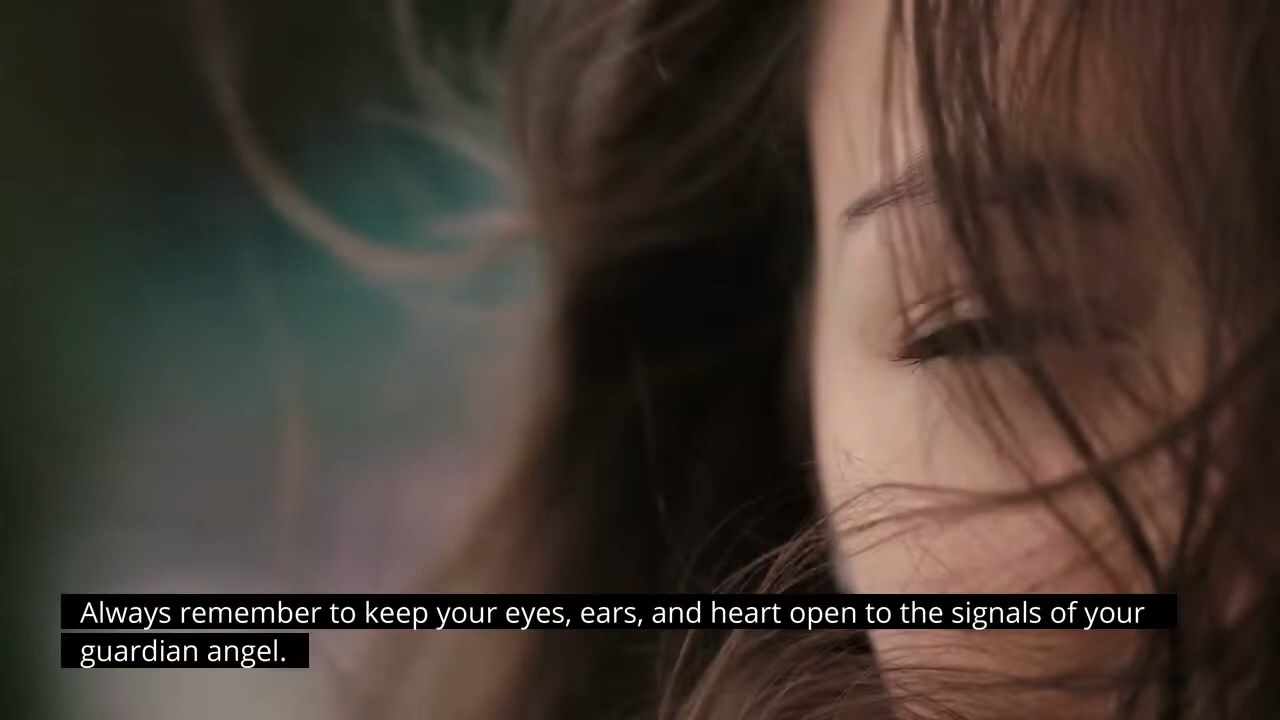 Always remember to keep your eyes, ears, and heart open to the signals of your
guardian angel.